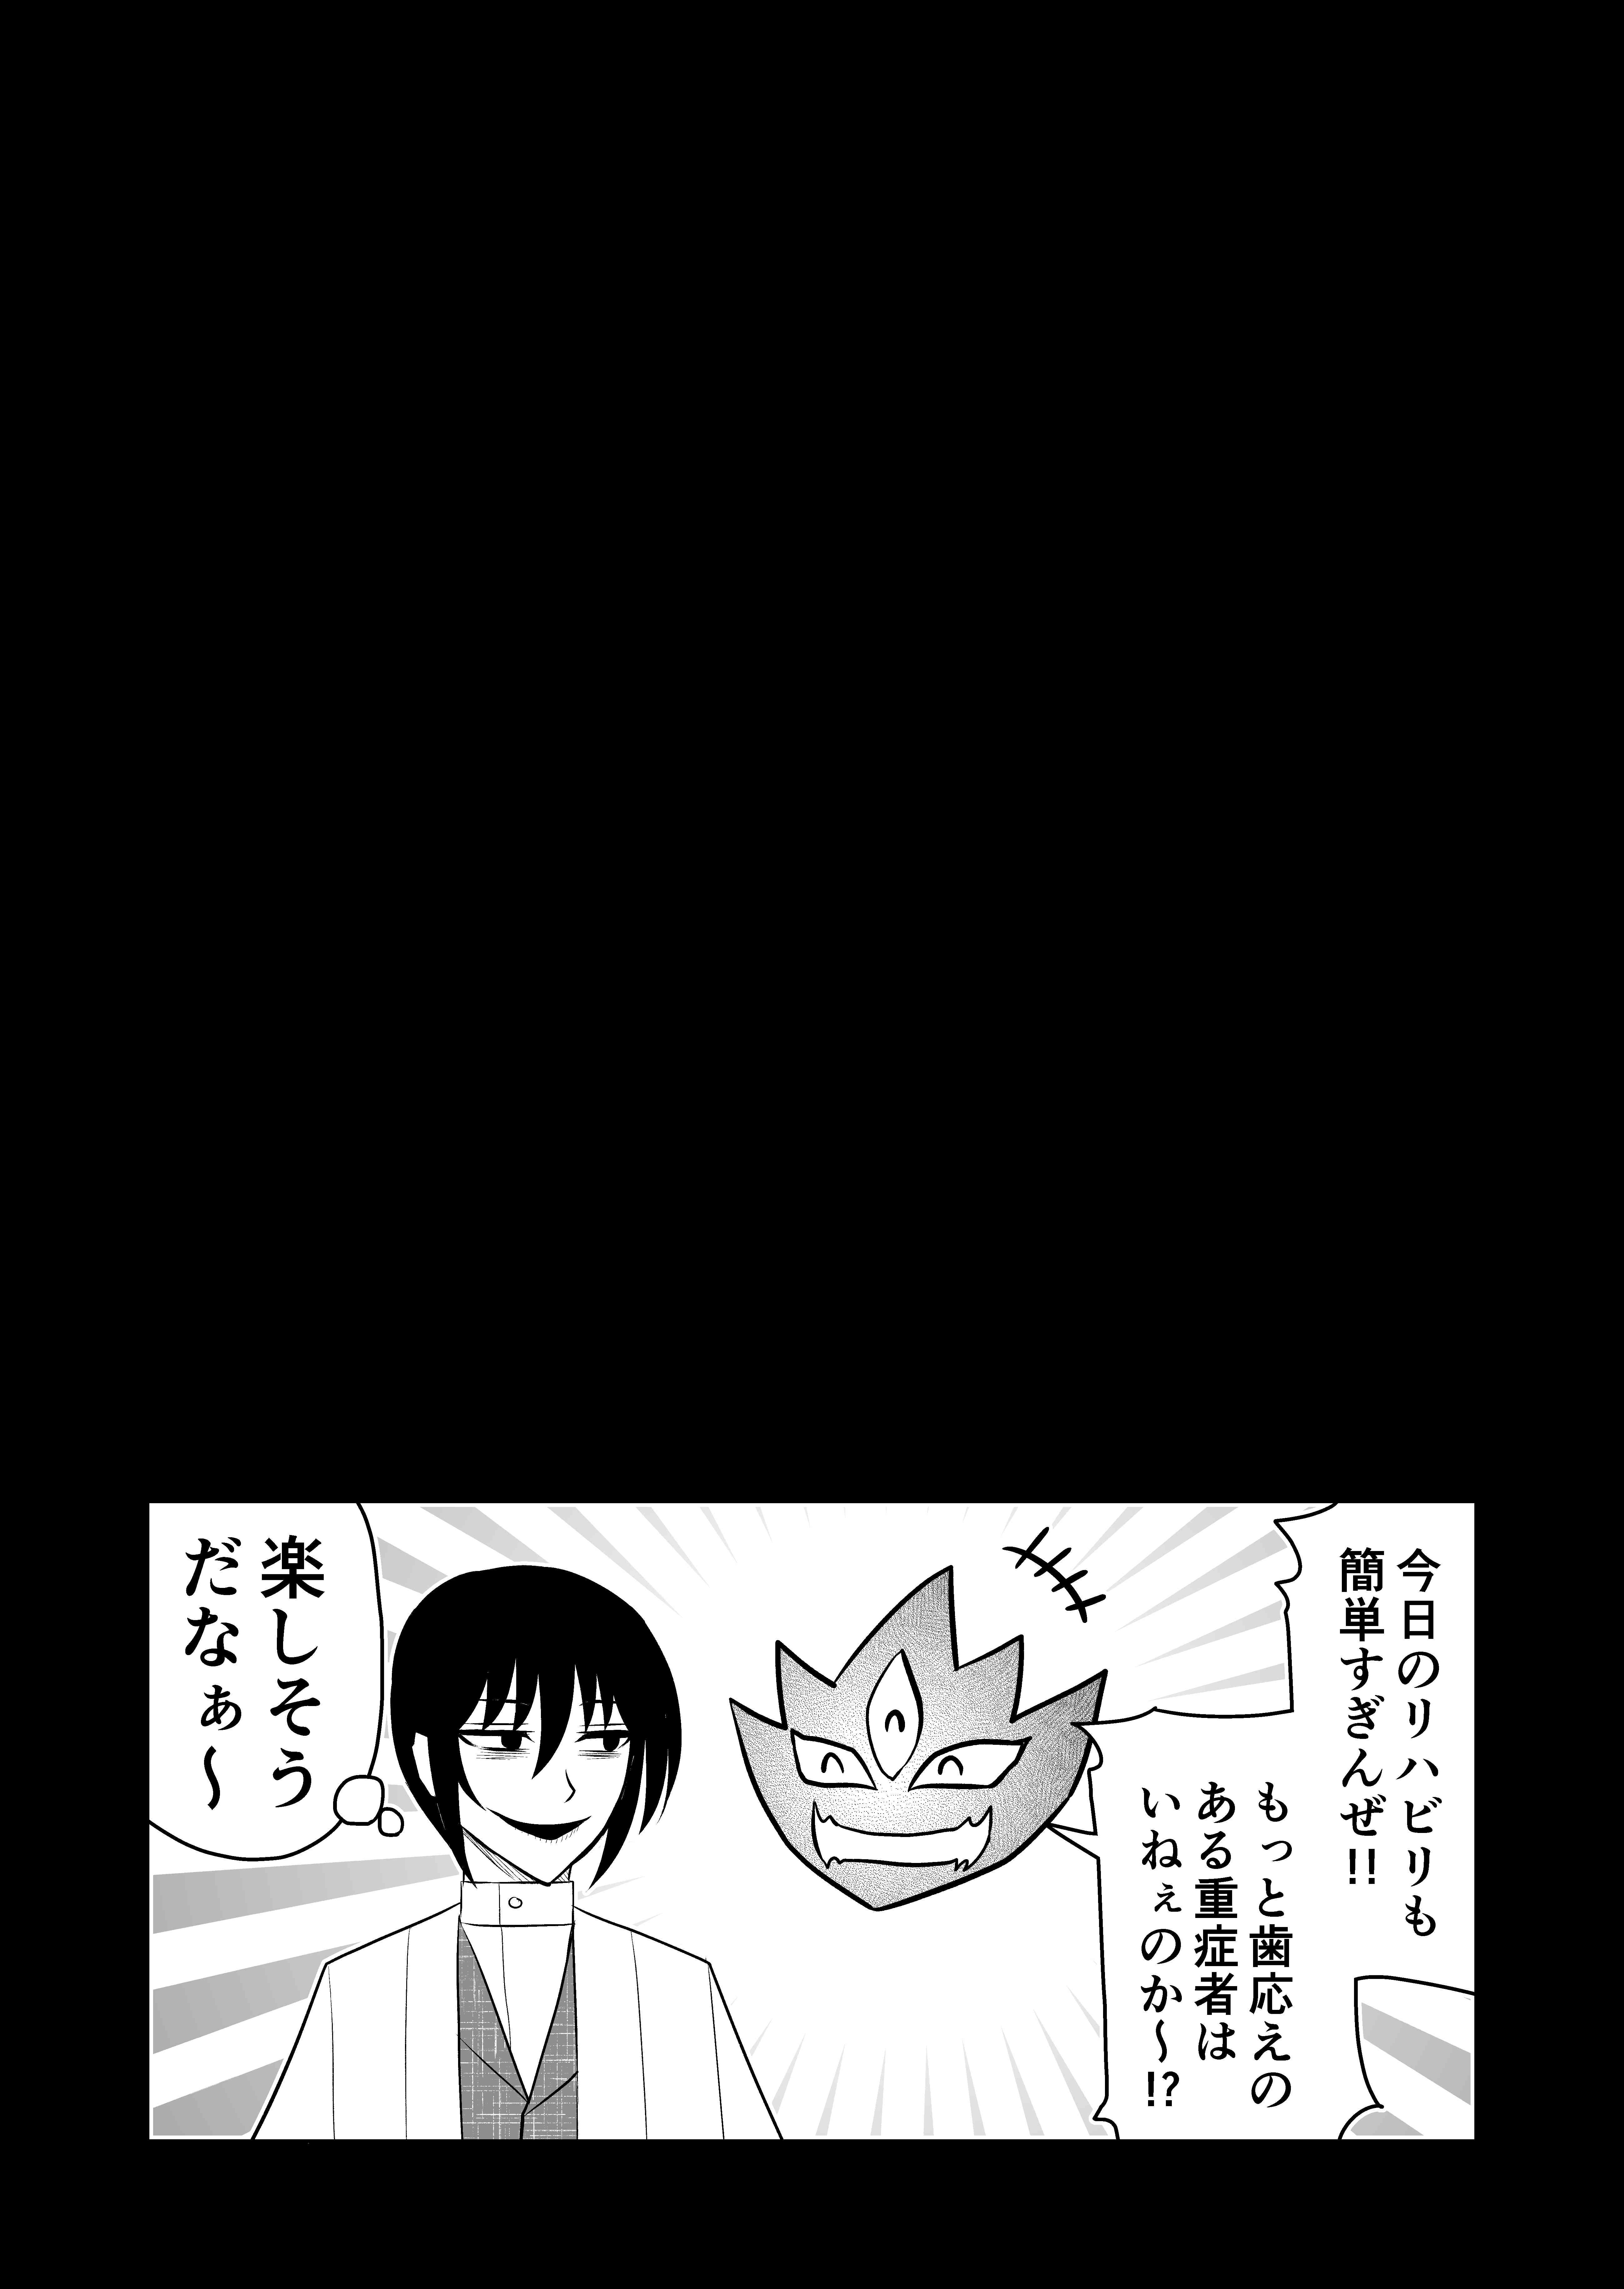 今日のリハビリも
簡単すぎんぜ!!
もっと歯応えの
ある重症者は
いねぇのか〜!?
楽しそう
だなぁ〜